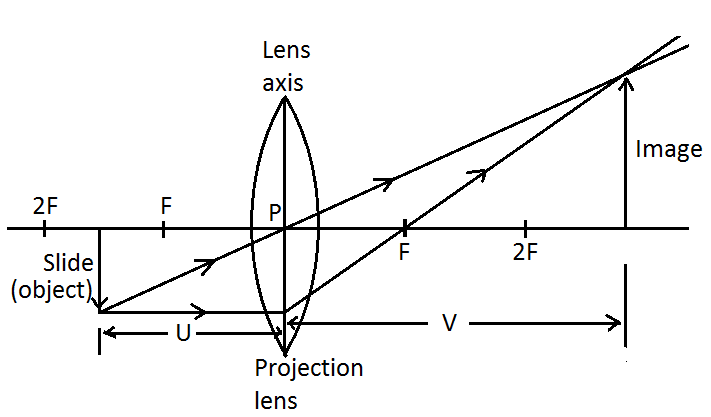 Lens
axis
Image
2F
F
P
F
2F
Slide
(object)
U
V
Projection
lens